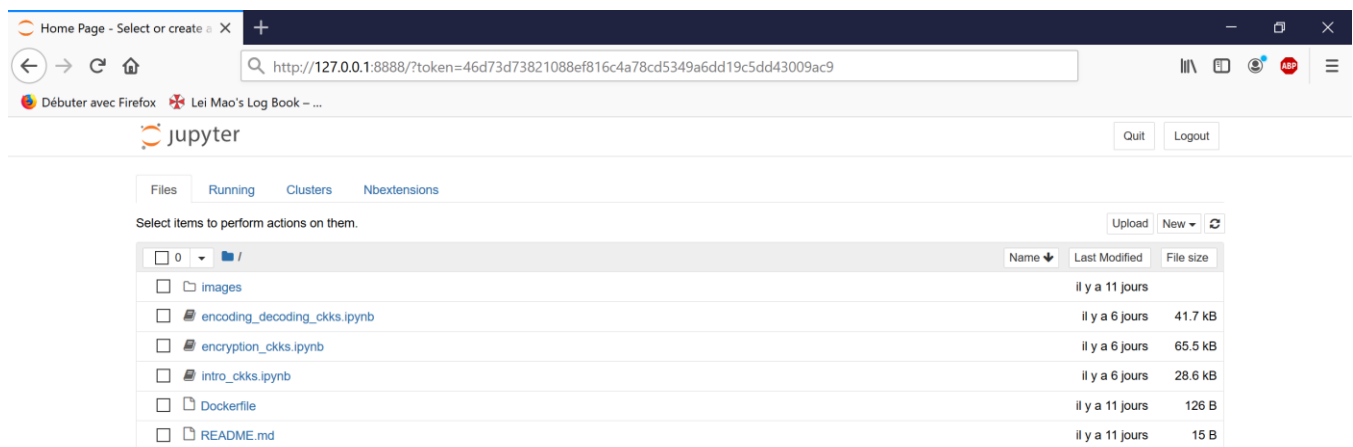 Home Page - Select or create a
http://127.0.0.1:8888/?token=46d73d73821088ef816c4a78cd5349a6dd19c5dd43009ac9
ABP
Débuter avec Firefox Lei Mao's Log Book – ...
jupyter Quit Logout
Files Running Clusters Nbextensions
Select items to perform actions on them. Upload New
0 / Name Last Modified File size
images il y a 11 jours
encoding_decoding_ckks.ipynb il y a 6 jours 41.7 kB
encryption_ckks.ipynb il y a 6 jours 65.5 kB
intro_ckks.ipynb il y a 6 jours 28.6 kB
Dockerfile il y a 11 jours 126 B
README.md il y a 11 jours 15 B